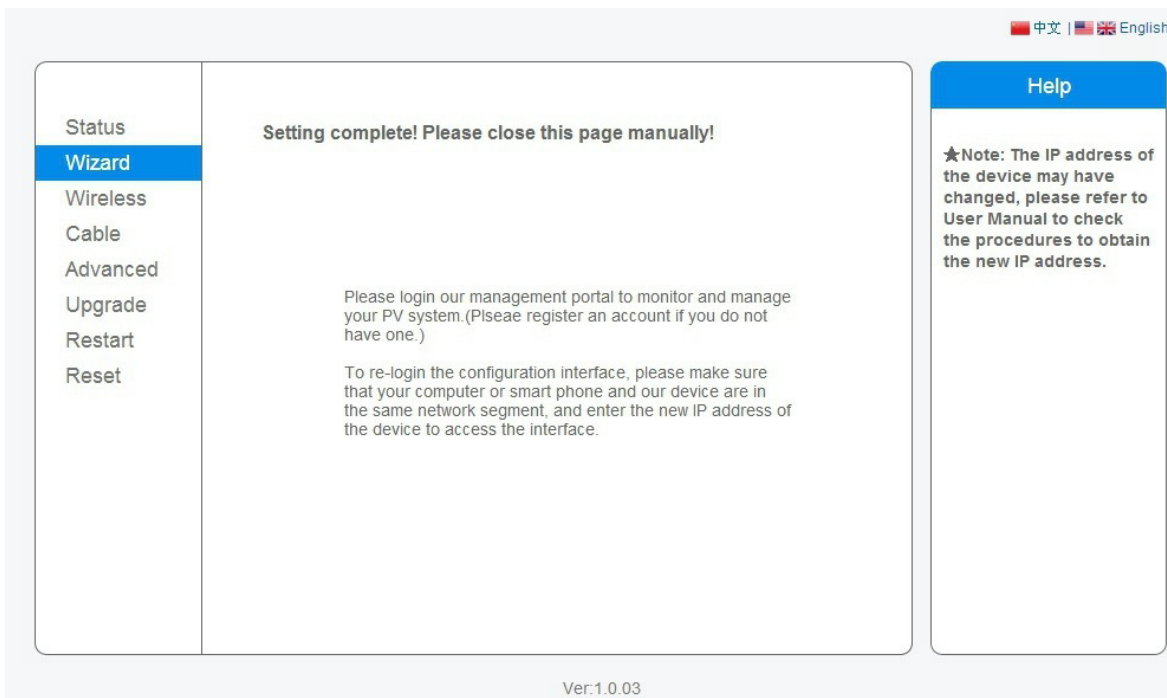 中文 | English
Status
Wizard
Wireless
Cable
Advanced
Upgrade
Restart
Reset
Setting complete! Please close this page manually!
Please login our management portal to monitor and manage
your PV system.(Plseae register an account if you do not
have one.)
To re-login the configuration interface, please make sure
that your computer or smart phone and our device are in
the same network segment, and enter the new IP address of
the device to access the interface.
Help
★Note: The IP address of
the device may have
changed, please refer to
User Manual to check
the procedures to obtain
the new IP address.
Ver:1.0.03